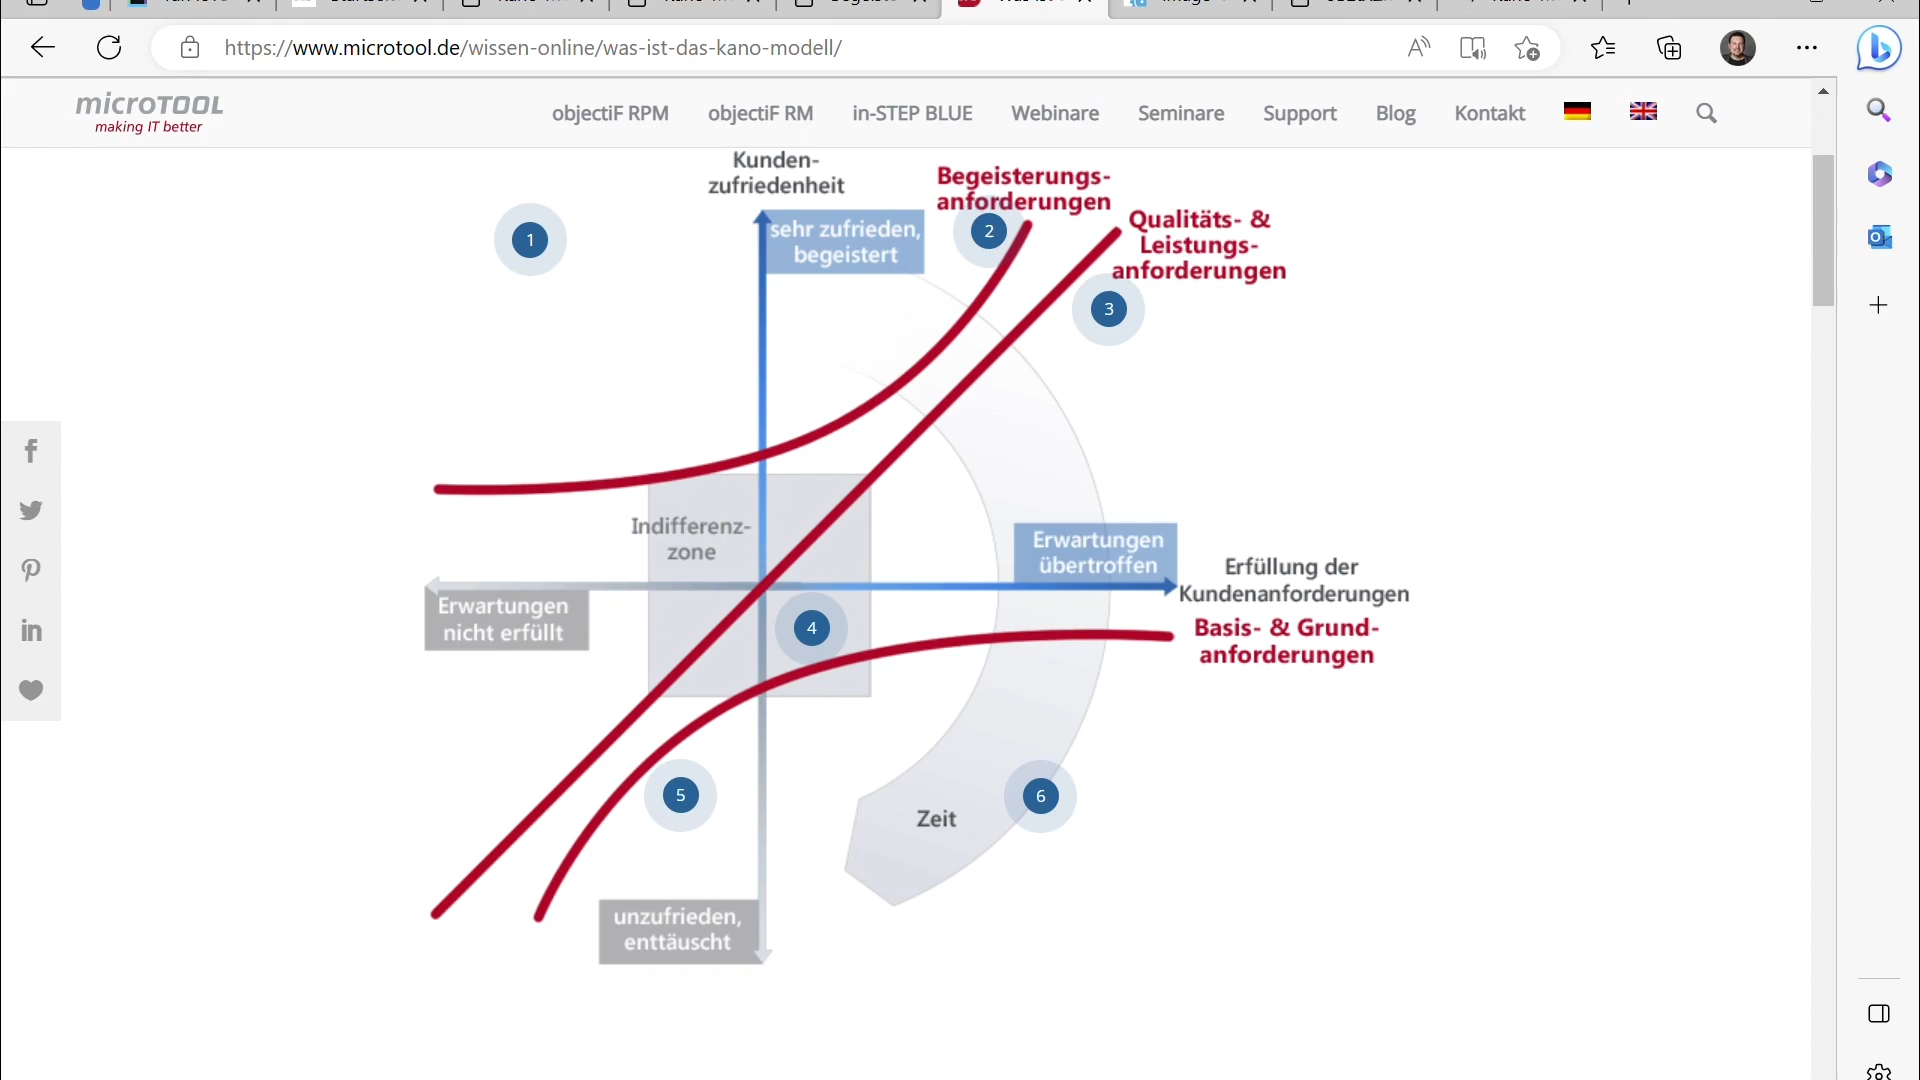 https://www.microtool.de/wissen-online/was-ist-das-kano-modell/
microTOOL
making IT better
objectiF RPM
objectiF RM
in-STEP BLUE
Webinare
Seminare
Support
Blog
Kontakt
Kunden-
zufriedenheit
sehr zufrieden,
begeistert
Begeisterungs-
anforderungen
Qualitäts- &
Leistungs-
anforderungen
1
2
3
Indifferenz-
zone
Erwartungen
übertroffen
Erfüllung der
Kundenanforderungen
Erwartungen
nicht erfüllt
4
Basis- & Grund-
anforderungen
5
6
Zeit
unzufrieden,
enttäuscht